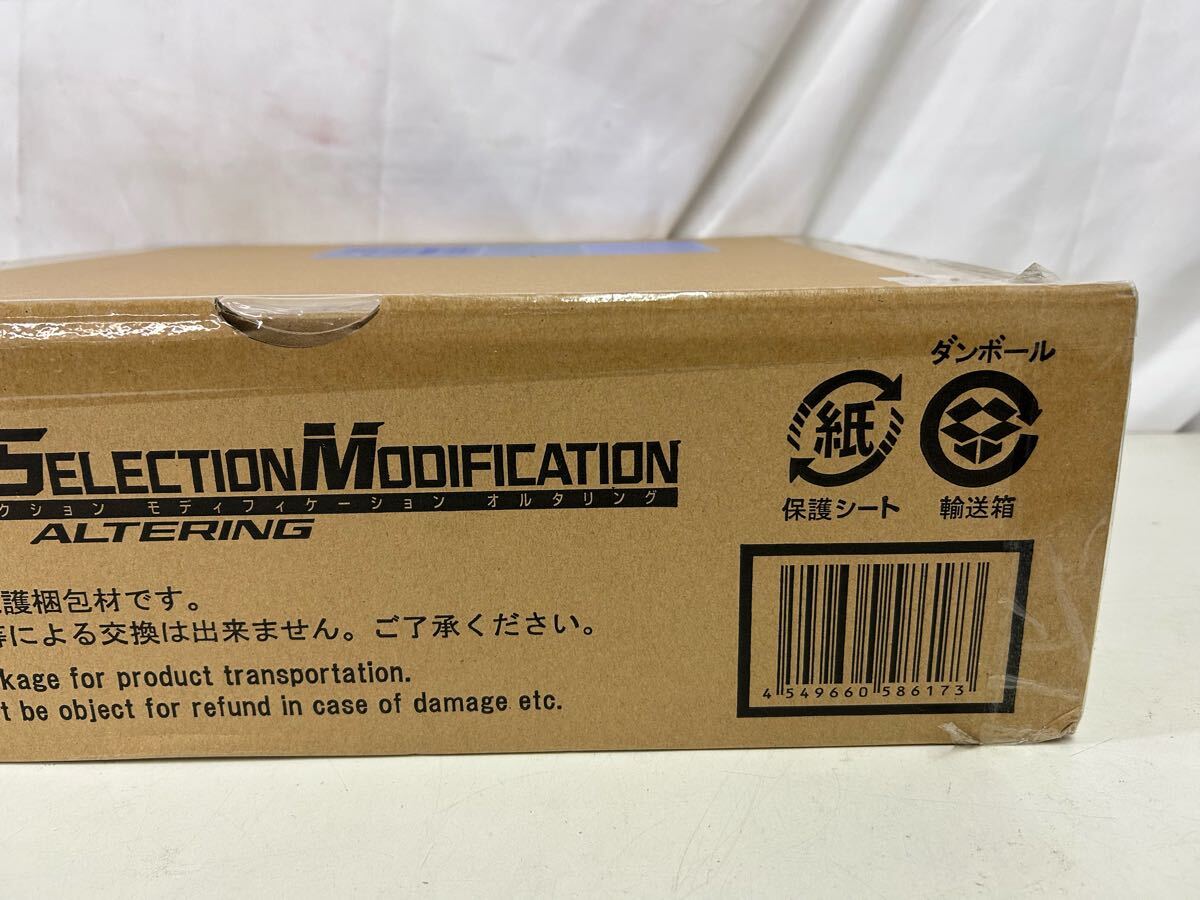 SELECTION MODIFICATION
クション モディフィケーション オルタリング
ALTERING
護梱包材です。
による交換は出来ません。ご了承ください。
kage for product transportation.
t be object for refund in case of damage etc.
ダンボール
紙
保護シート
輸送箱
4 549660 586173